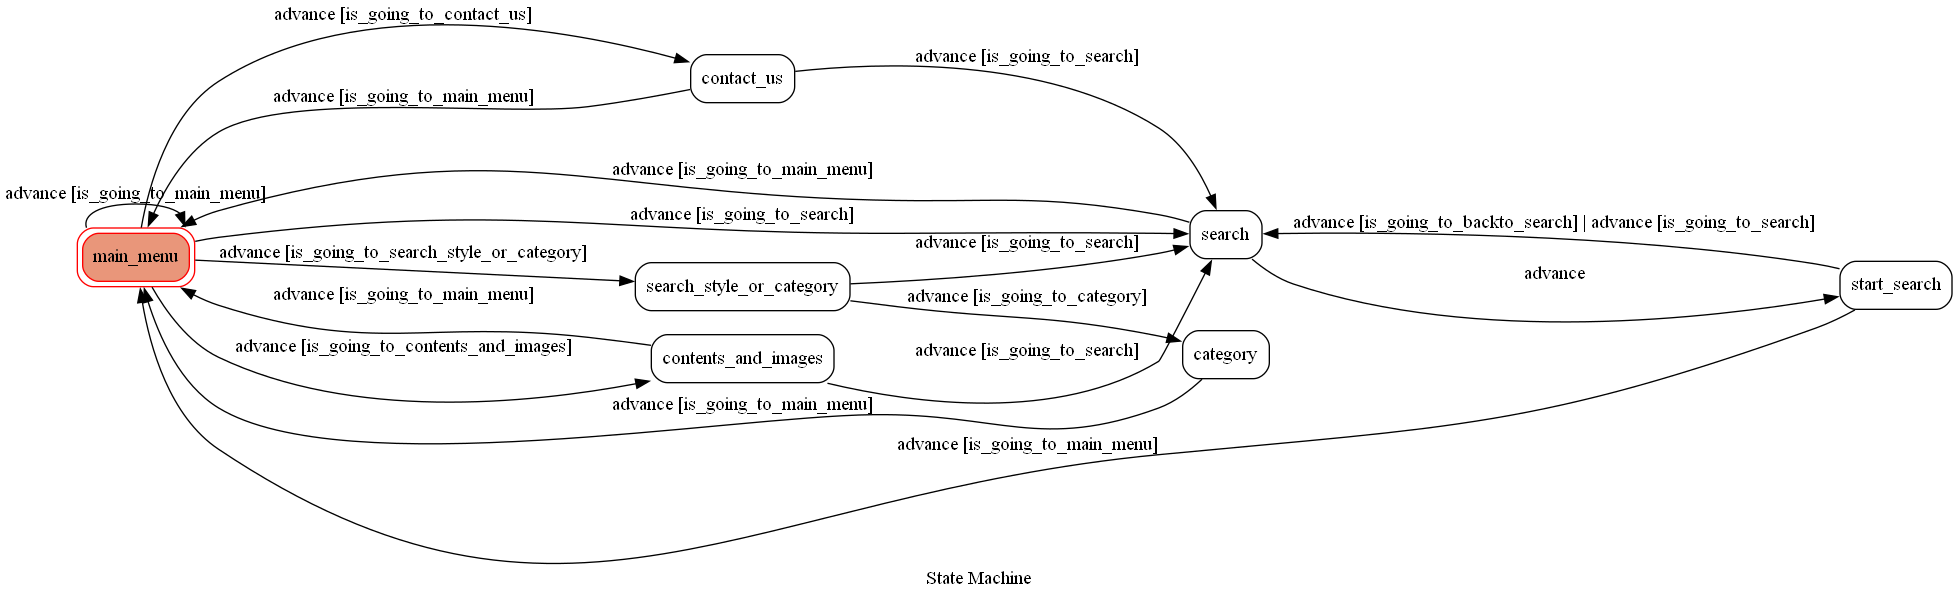 advance [is_going_to_contact_us]
advance [is_going_to_search]
contact_us
advance [is_going_to_main_menu]
advance [is_going_to_main_menu]
advance [is_going_to_main_menu]
advance [is_going_to_search]
advance [is_going_to_backto_search] | advance [is_going_to_search]
search
advance [is_going_to_search]
advance [is_going_to_search_style_or_category]
main_menu
advance
search_style_or_category
start_search
advance [is_going_to_main_menu]
advance [is_going_to_category]
advance [is_going_to_contents_and_images]
advance [is_going_to_search]
category
contents_and_images
advance [is_going_to_main_menu]
advance [is_going_to_main_menu]
State Machine